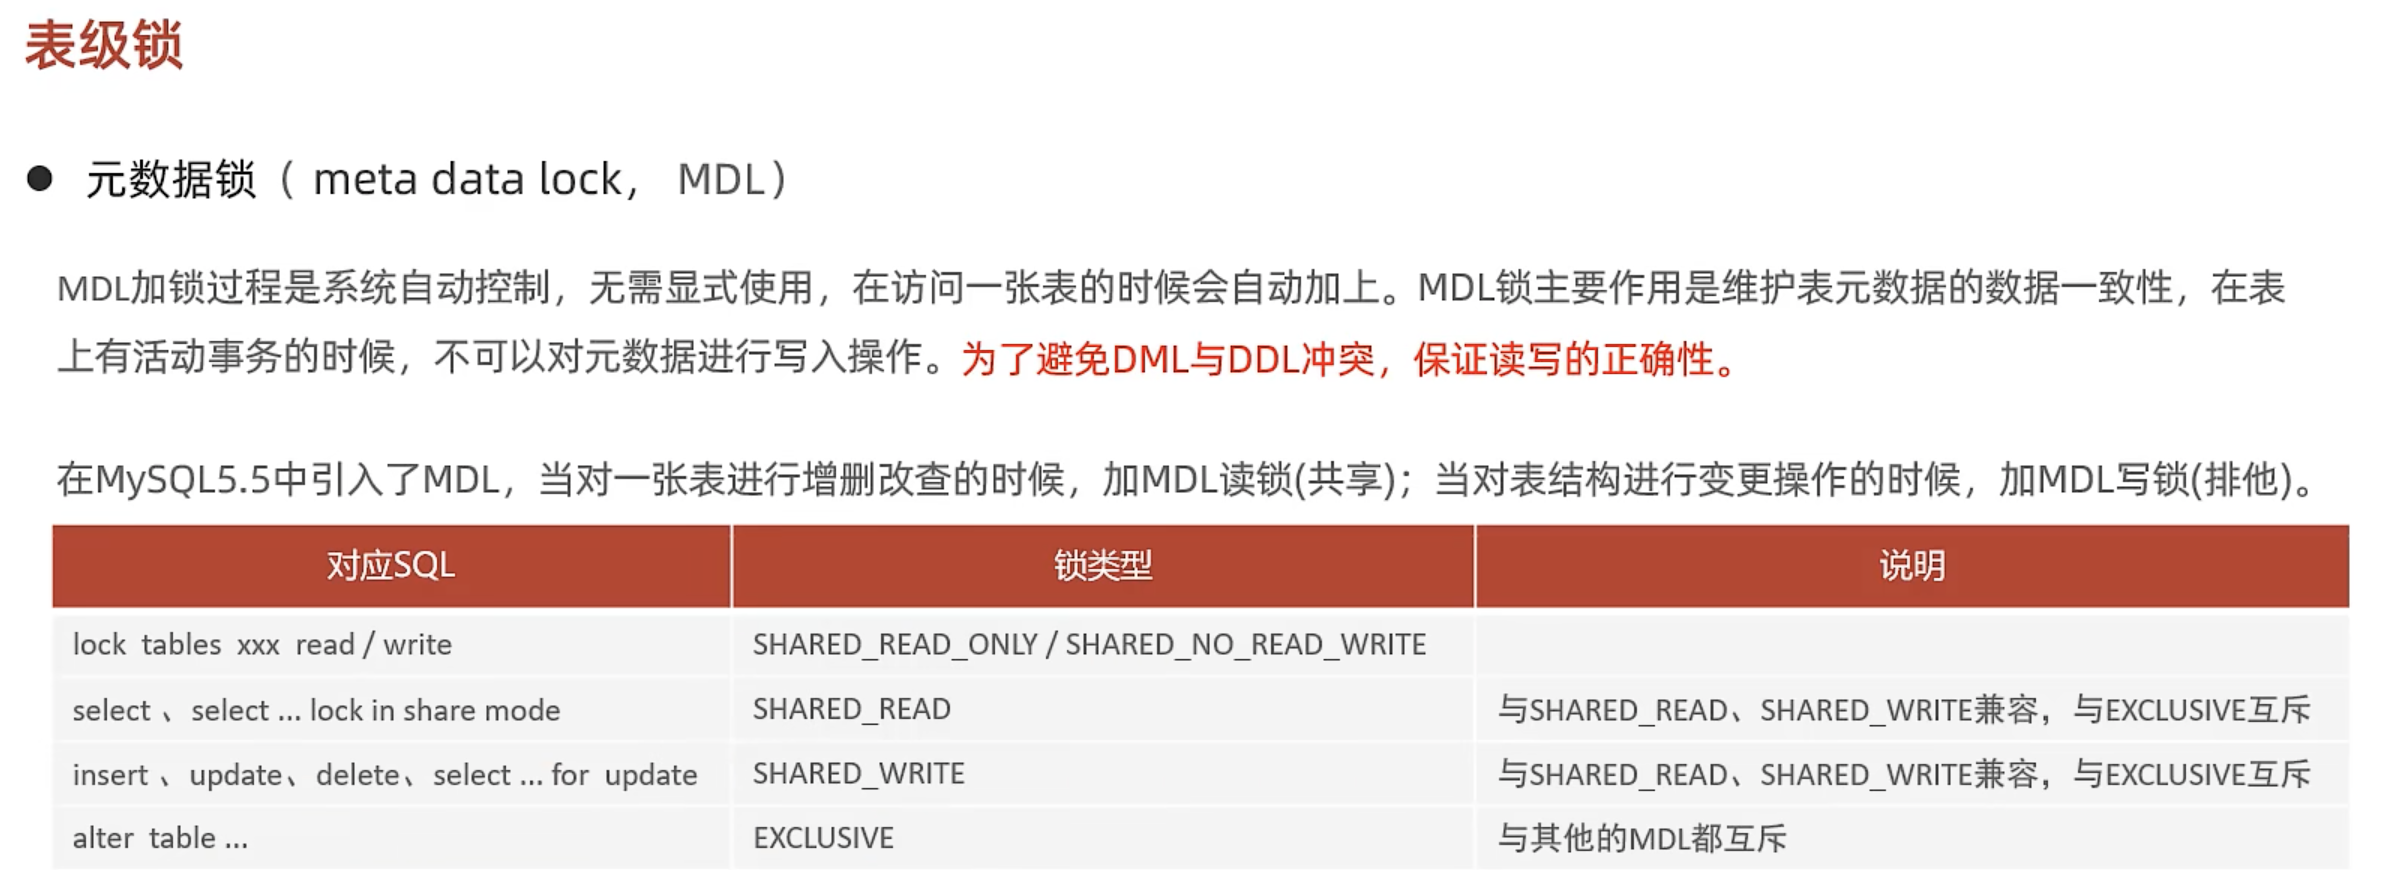 表级锁
● 元数据锁（ meta data lock， MDL）
MDL加锁过程是系统自动控制，无需显式使用，在访问一张表的时候会自动加上。MDL锁主要作用是维护表元数据的数据一致性，在表
上有活动事务的时候，不可以对元数据进行写入操作。为了避免DML与DDL冲突，保证读写的正确性。
在MySQL5.5中引入了MDL，当对一张表进行增删改查的时候，加MDL读锁(共享)；当对表结构进行变更操作的时候，加MDL写锁(排他)。
对应SQL 锁类型 说明
lock tables xxx read / write SHARED_READ_ONLY / SHARED_NO_READ_WRITE
select 、select ... lock in share mode SHARED_READ 与SHARED_READ、SHARED_WRITE兼容，与EXCLUSIVE互斥
insert 、update、delete、select ... for update SHARED_WRITE 与SHARED_READ、SHARED_WRITE兼容，与EXCLUSIVE互斥
alter table ... EXCLUSIVE 与其他的MDL都互斥